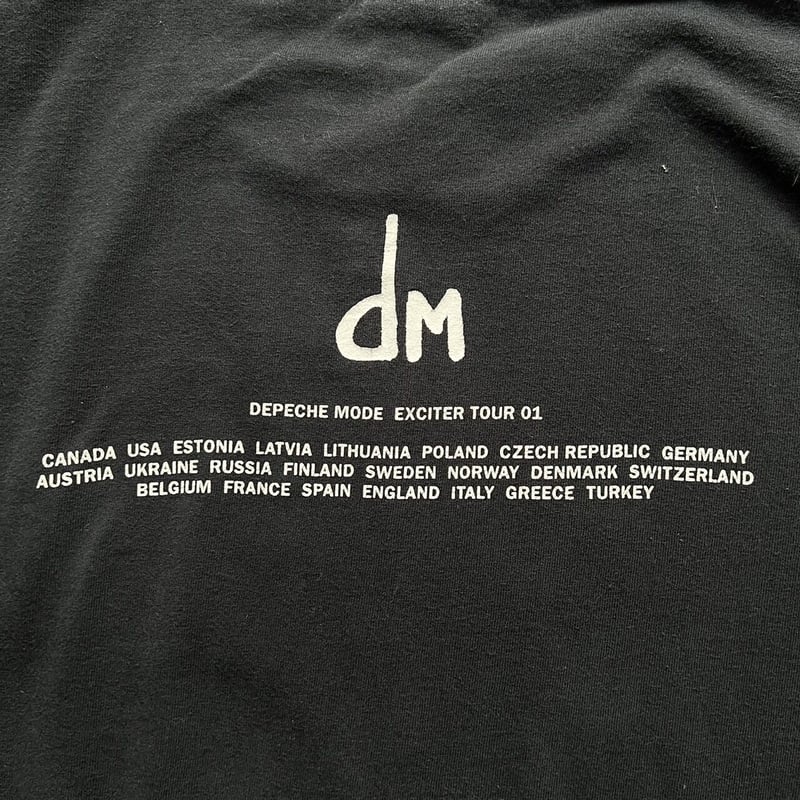 dM
DEPECHE MODE EXCITER TOUR 01
CANADA USA ESTONIA LATVIA LITHUANIA POLAND CZECH REPUBLIC GERMANY
AUSTRIA UKRAINE RUSSIA FINLAND SWEDEN NORWAY DENMARK SWITZERLAND
BELGIUM FRANCE SPAIN ENGLAND ITALY GREECE TURKEY